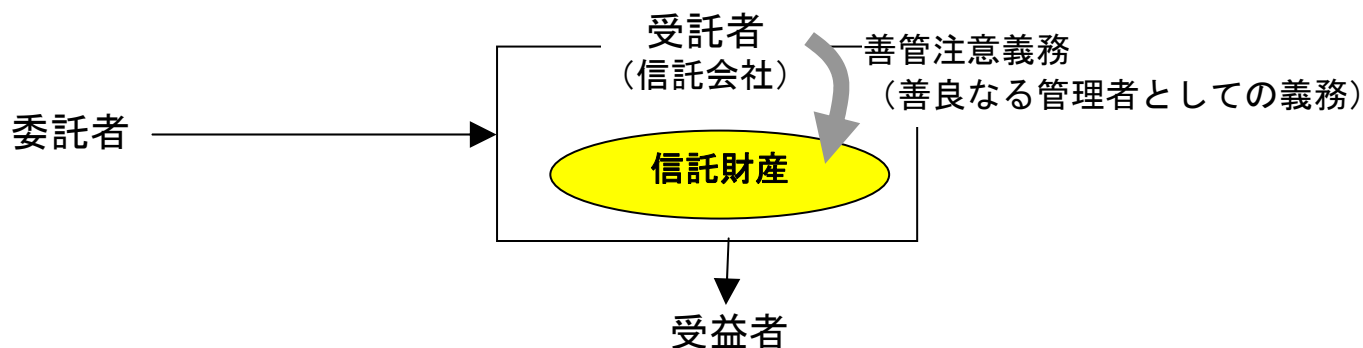 受託者
（信託会社）
善管注意義務
（善良なる管理者としての義務）
委託者
信託財産
受益者